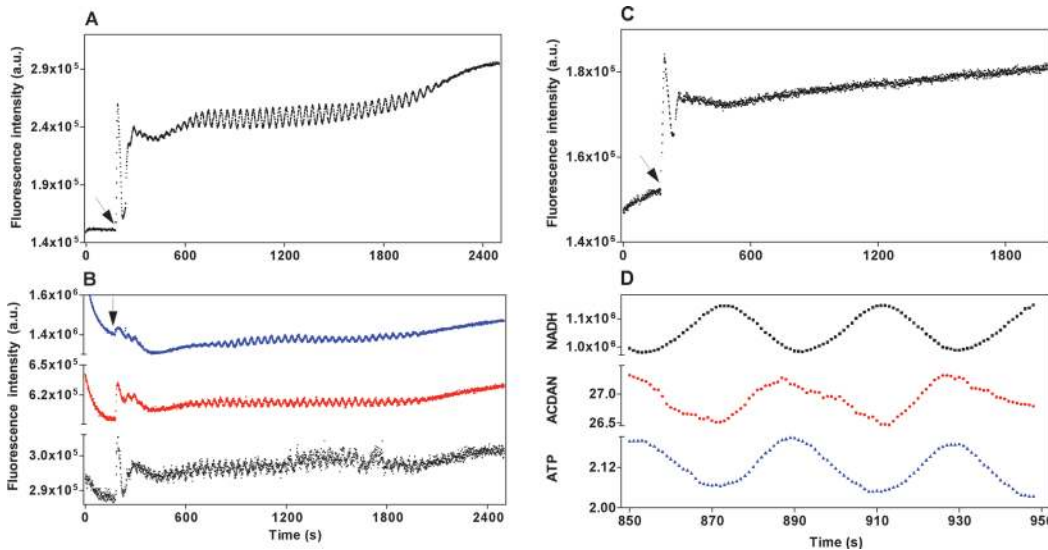 A
Fluorescence intensity (a.u.)
2.9x10⁵
2.4x10⁵
1.9x10⁵
1.4x10⁵
0 600 1200 1800 2400
B
Fluorescence intensity (a.u.)
1.6x10⁶
1.4x10⁶
6.5x10⁵
6.2x10⁵
3.0x10⁵
2.9x10⁵
0 600 1200 1800 2400
Time (s)
C
Fluorescence intensity (a.u.)
1.8x10⁵
1.6x10⁵
1.4x10⁵
0 600 1200 1800
D
NADH
1.1x10⁶
1.0x10⁶
ACDAN
27.0
26.5
ATP
2.12
2.00
850 870 890 910 930 950
Time (s)